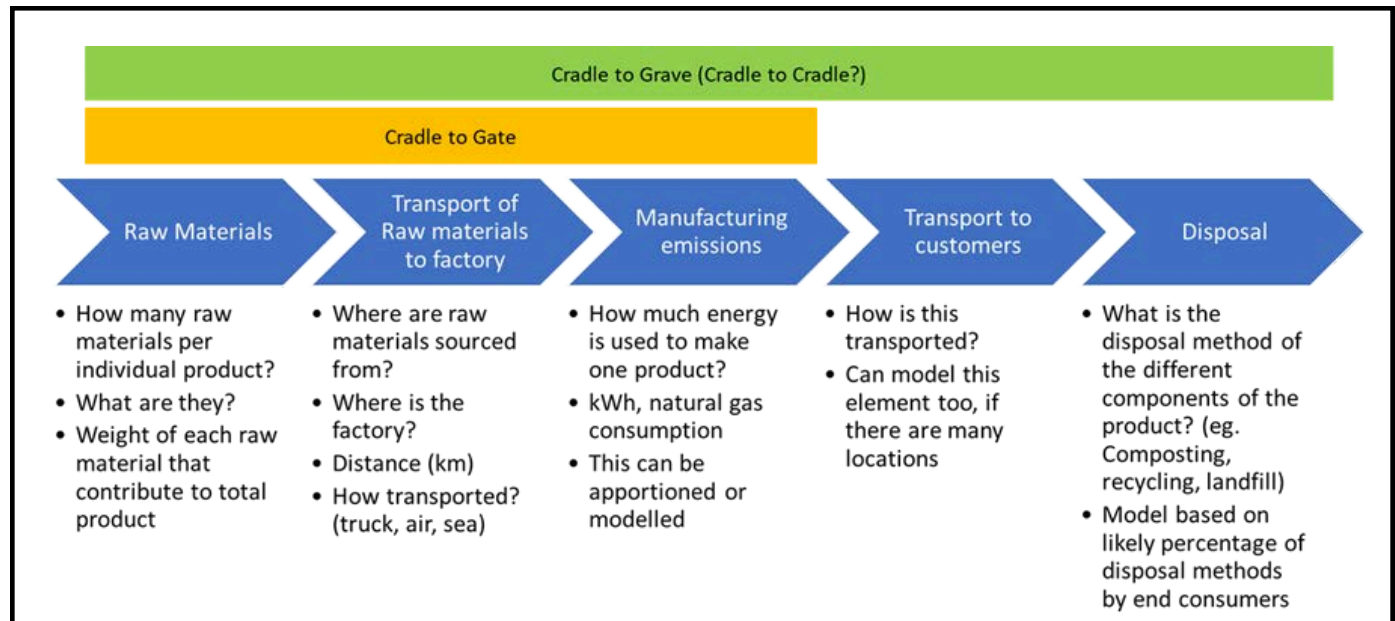 Cradle to Grave (Cradle to Cradle?)
Cradle to Gate
Raw Materials
Transport of
Raw materials
to factory
Manufacturing
emissions
Transport to
customers
Disposal
• How many raw
materials per
individual product?
• What are they?
• Weight of each raw
material that
contribute to total
product
• Where are raw
materials sourced
from?
• Where is the
factory?
• Distance (km)
• How transported?
(truck, air, sea)
• How much energy
is used to make
one product?
• kWh, natural gas
consumption
• This can be
apportioned or
modelled
• How is this
transported?
• Can model this
element too, if
there are many
locations
• What is the
disposal method of
the different
components of the
product? (eg.
Composting,
recycling, landfill)
• Model based on
likely percentage of
disposal methods
by end consumers